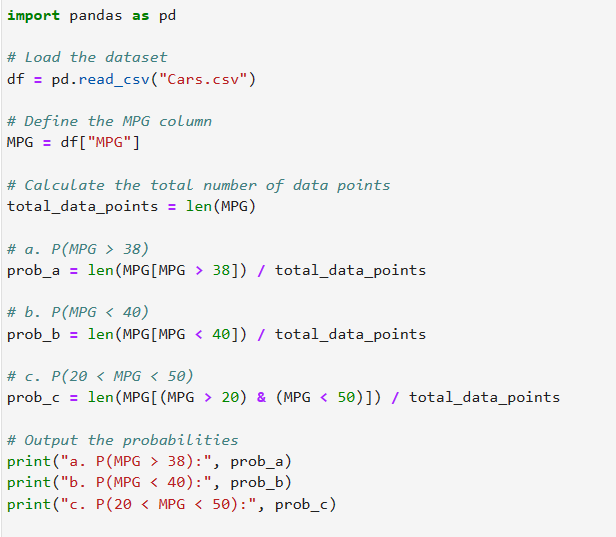 import pandas as pd
# Load the dataset
df = pd.read_csv("Cars.csv")
# Define the MPG column
MPG = df["MPG"]
# Calculate the total number of data points
total_data_points = len(MPG)
# a. P(MPG > 38)
prob_a = len(MPG[MPG > 38]) / total_data_points
# b. P(MPG < 40)
prob_b = len(MPG[MPG < 40]) / total_data_points
# c. P(20 < MPG < 50)
prob_c = len(MPG[(MPG > 20) & (MPG < 50)]) / total_data_points
# Output the probabilities
print("a. P(MPG > 38):", prob_a)
print("b. P(MPG < 40):", prob_b)
print("c. P(20 < MPG < 50):", prob_c)